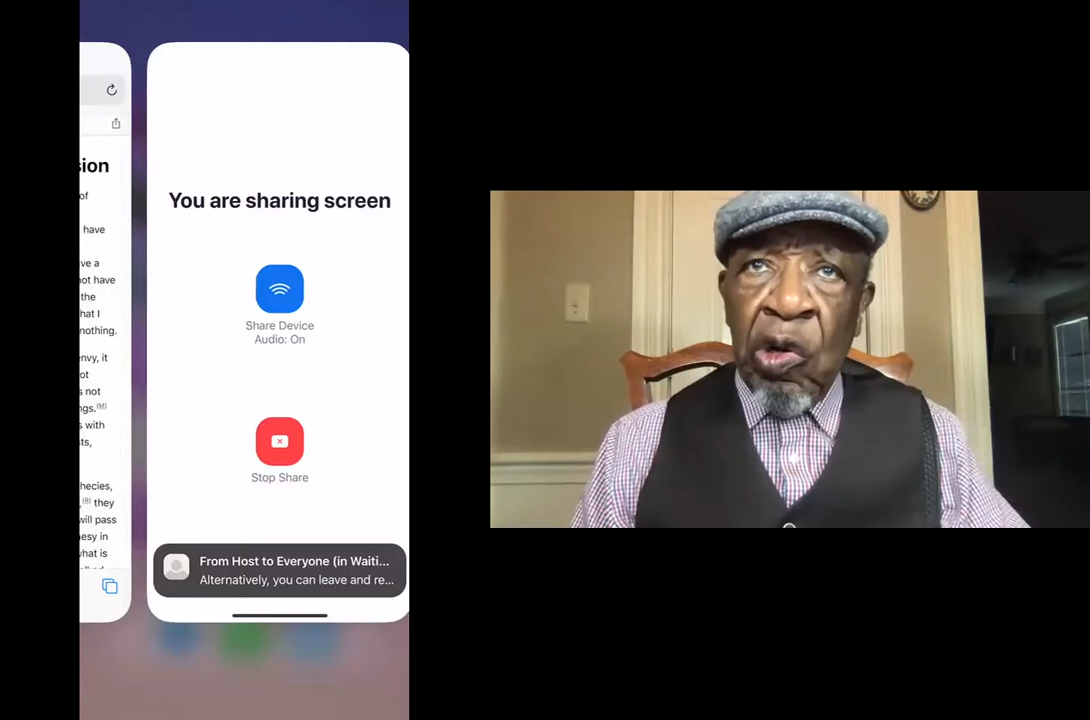 sion
of
have
ve a
not have
the
hat I
nothing.
envy, it
ot
s not
ngs,[M]
s with
sts,
hecies,
,[R] they
will pass
esy in
what is
You are sharing screen
Share Device
Audio: On
Stop Share
From Host to Everyone (in Waiti...
Alternatively, you can leave and re...